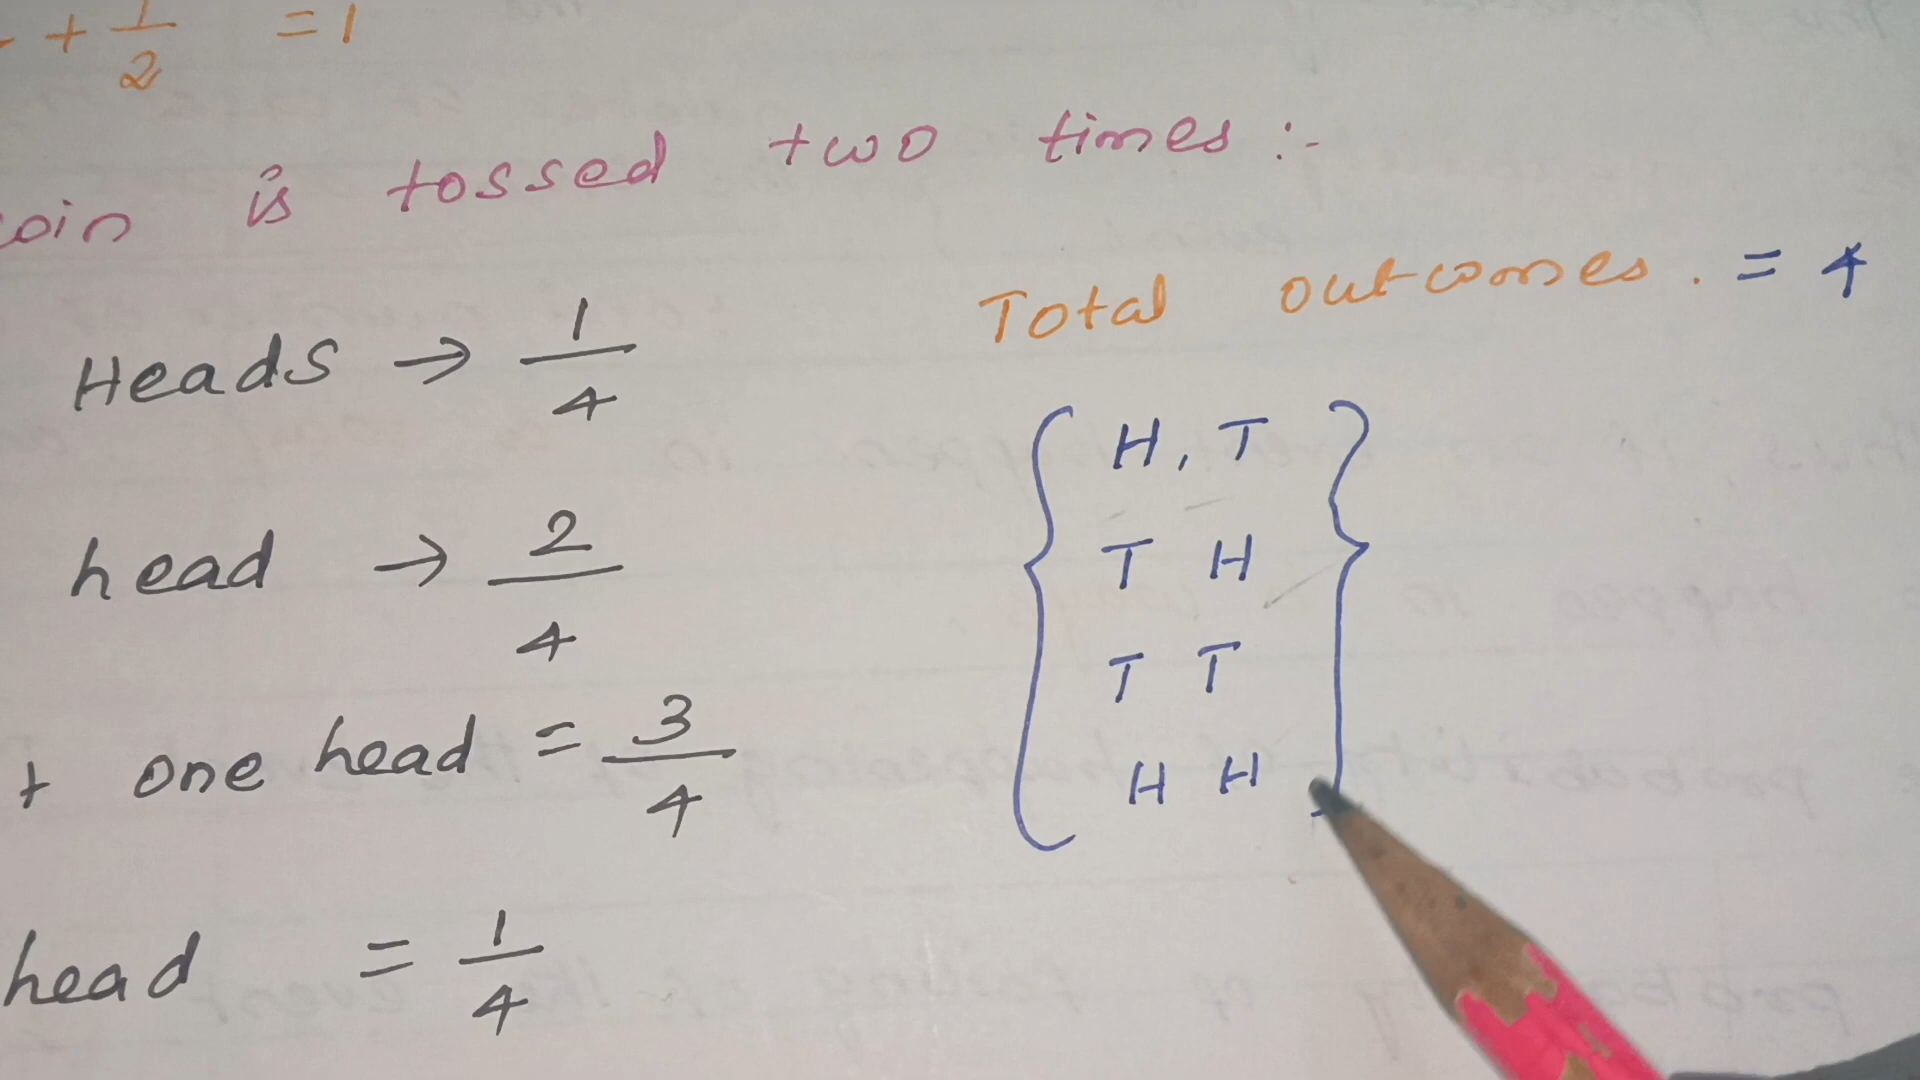 + 1/2 = 1
is tossed two times :-
Total outcomes. = 4
Heads → 1/4
head → 2/4
one head = 3/4
head = 1/4
{ H, T
T H
T T
H H }